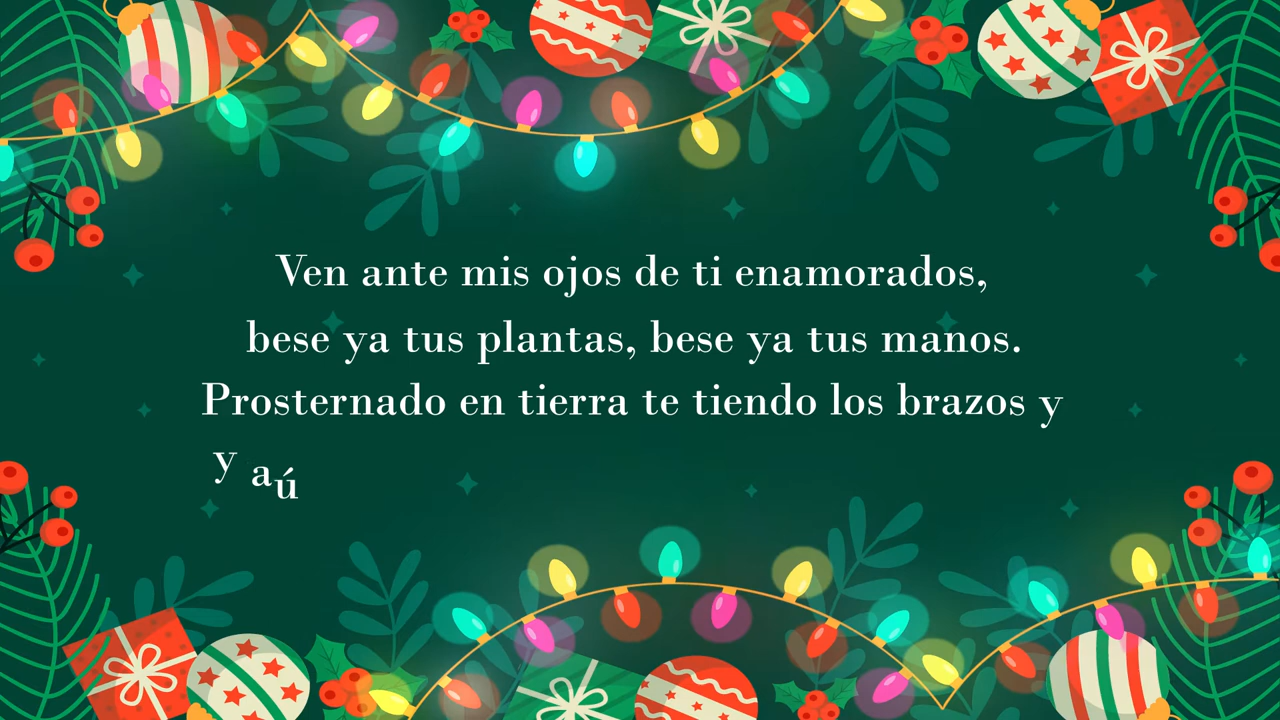 Ven ante mis ojos de ti enamorados,
bese ya tus plantas, bese ya tus manos.
Prosternado en tierra te tiendo los brazos y
y aú